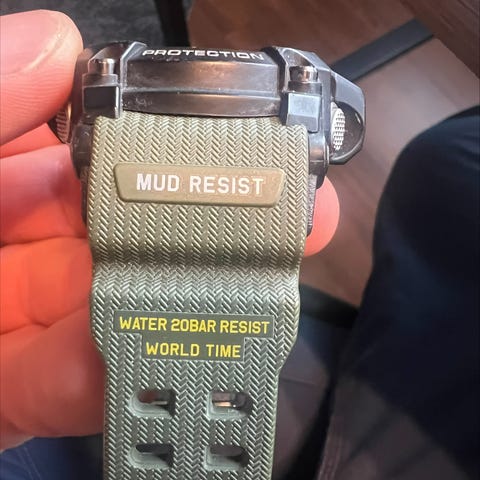 PROTECTION
MUD RESIST
WATER 20BAR RESIST
WORLD TIME